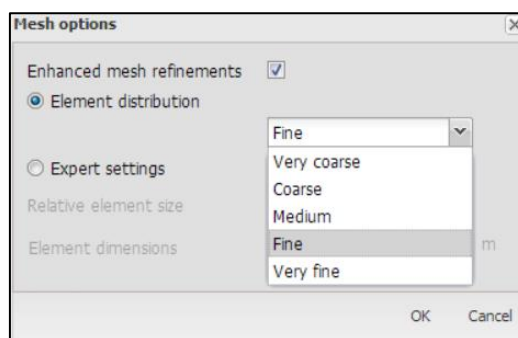 Mesh options
Enhanced mesh refinements
Element distribution
Fine
Very coarse
Expert settings
Coarse
Relative element size
Medium
Element dimensions
Fine
m
Very fine
OK Cancel